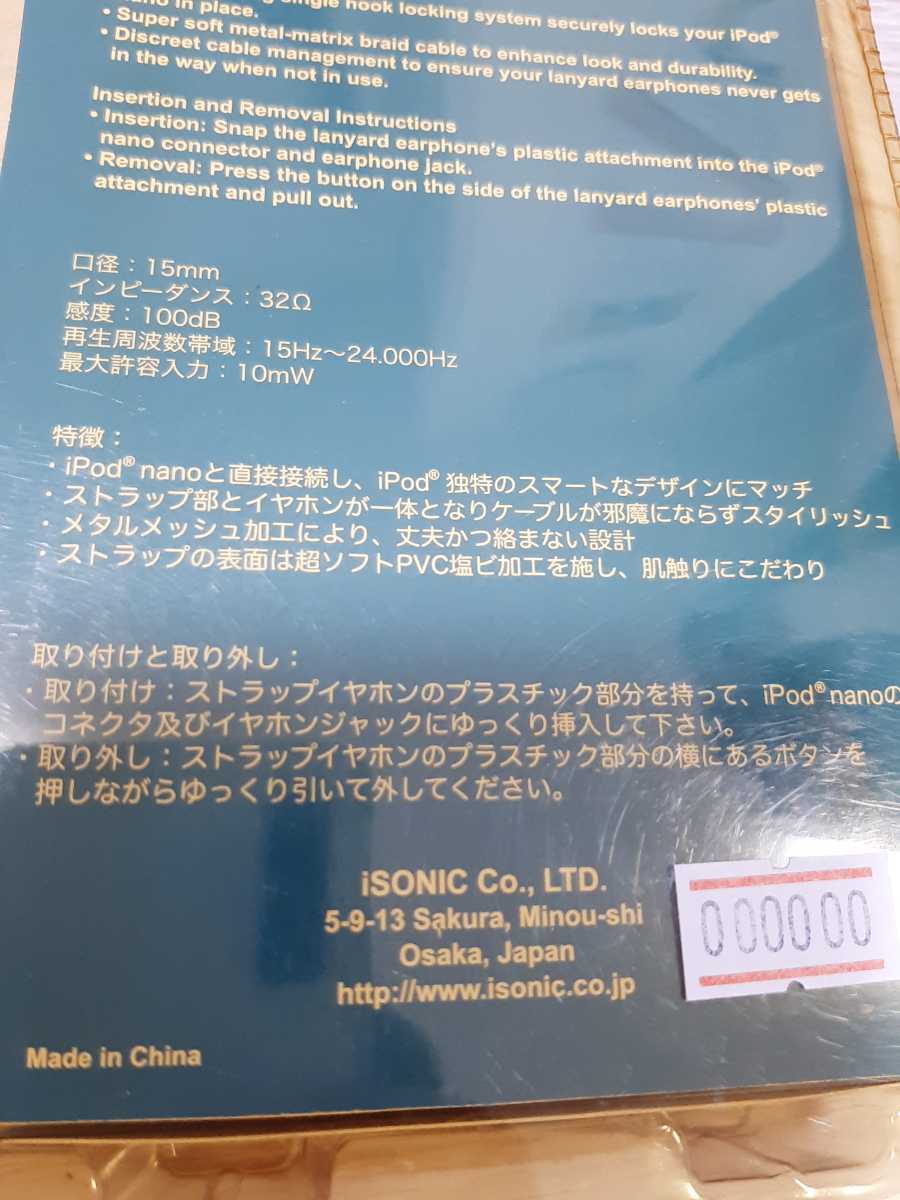 single hook locking system securely locks your iPod®
nano in place.
• Super soft metal-matrix braid cable to enhance look and durability.
• Discreet cable management to ensure your lanyard earphones never gets
in the way when not in use.
Insertion and Removal Instructions
• Insertion: Snap the lanyard earphone's plastic attachment into the iPod®
nano connector and earphone jack.
• Removal: Press the button on the side of the lanyard earphones' plastic
attachment and pull out.
口径：15mm
インピーダンス：32Ω
感度：100dB
再生周波数帯域：15Hz～24.000Hz
最大許容入力：10mW
特徴：
・iPod® nanoと直接接続し、iPod® 独特のスマートなデザインにマッチ
・ストラップ部とイヤホンが一体となりケーブルが邪魔にならずスタイリッシュ
・メタルメッシュ加工により、丈夫かつ絡まない設計
・ストラップの表面は超ソフトPVC塩ビ加工を施し、肌触りにこだわり
取り付けと取り外し：
・取り付け：ストラップイヤホンのプラスチック部分を持って、iPod® nanoの
コネクタ及びイヤホンジャックにゆっくり挿入して下さい。
・取り外し：ストラップイヤホンのプラスチック部分の横にあるボタンを
押しながらゆっくり引いて外してください。
iSONIC Co., LTD.
5-9-13 Sakura, Minou-shi
Osaka, Japan
http://www.isonic.co.jp
000000
Made in China